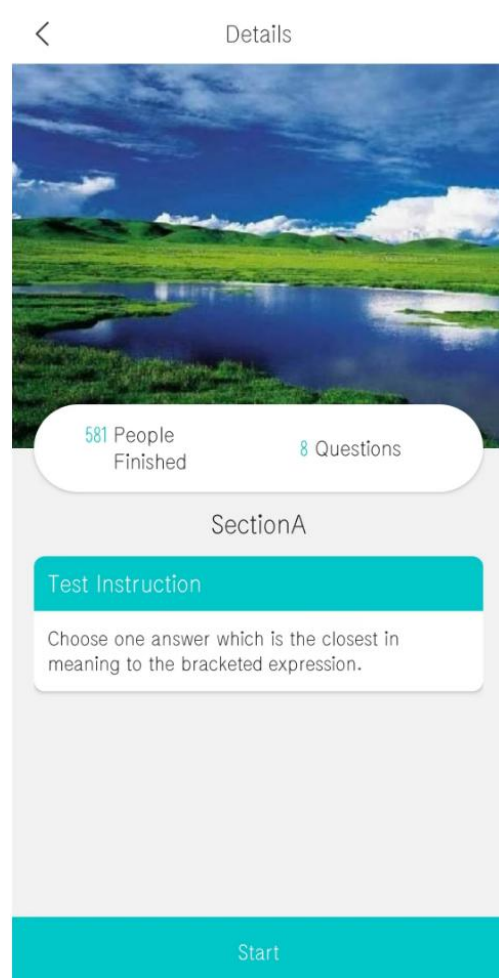 Details
581 People
Finished
8 Questions
SectionA
Test Instruction
Choose one answer which is the closest in
meaning to the bracketed expression.
Start